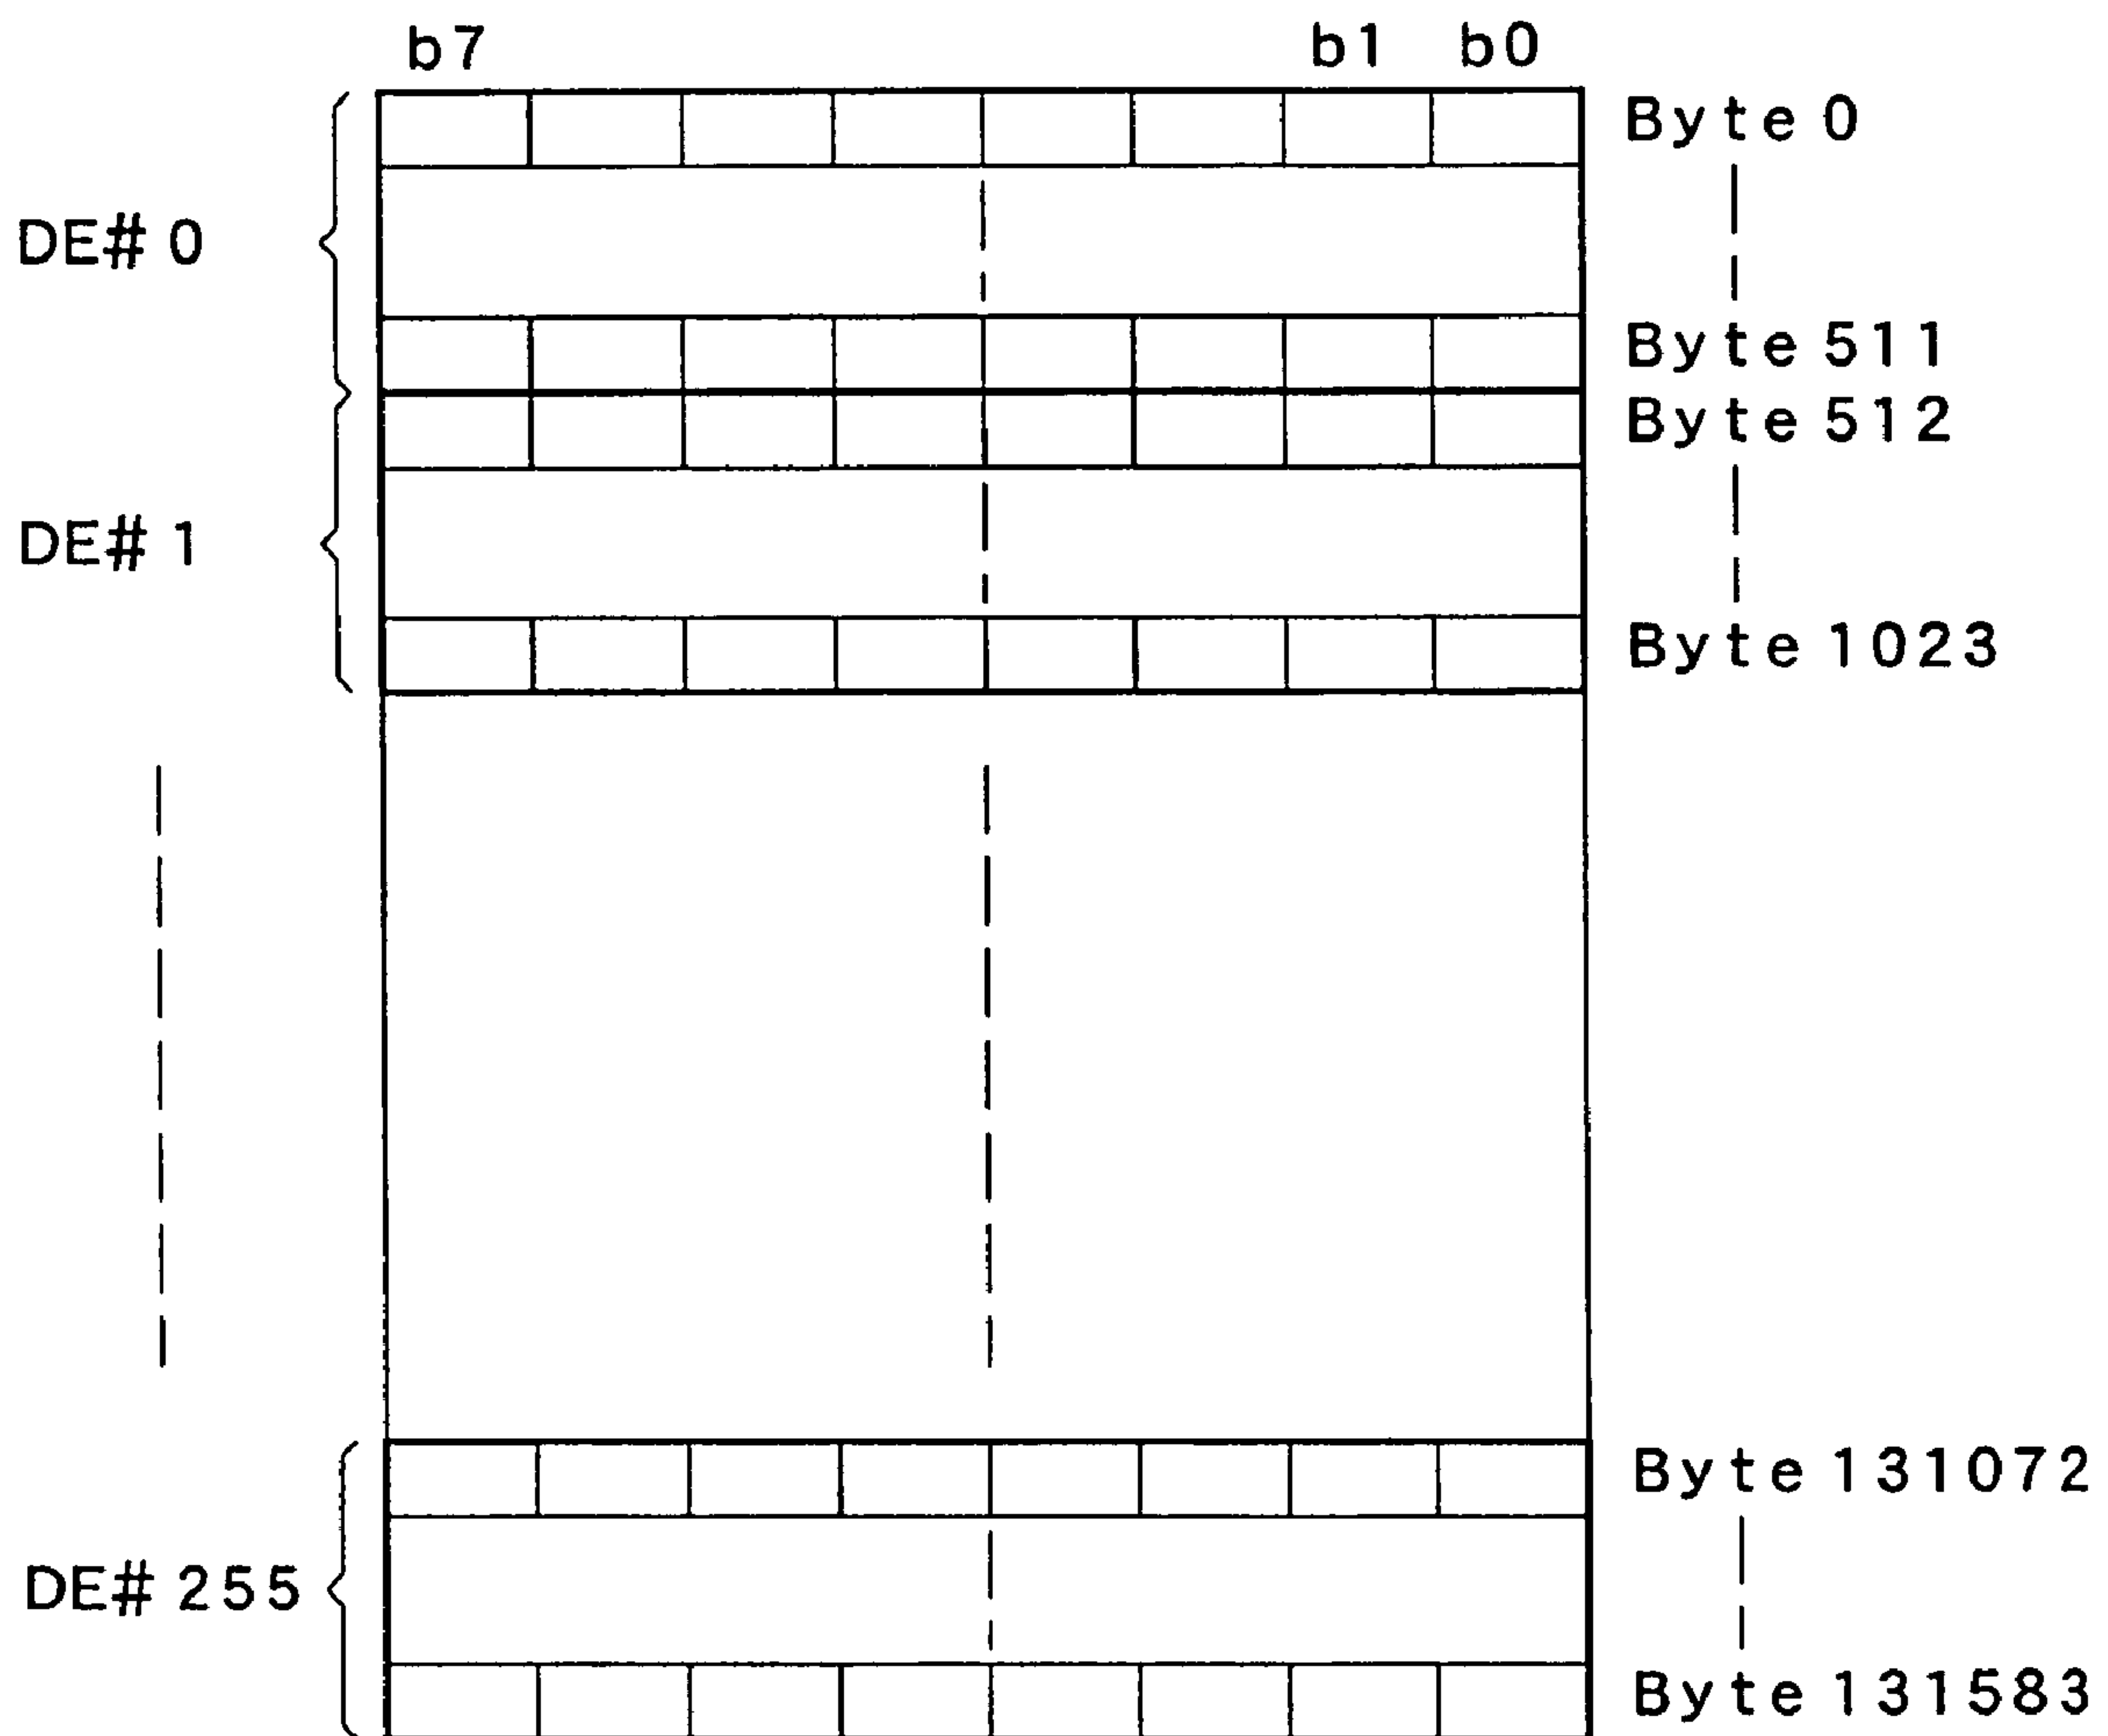 b7 b1 b0
Byte 0
DE# 0
Byte 511
Byte 512
DE# 1
Byte 1023
Byte 131072
DE# 255
Byte 131583